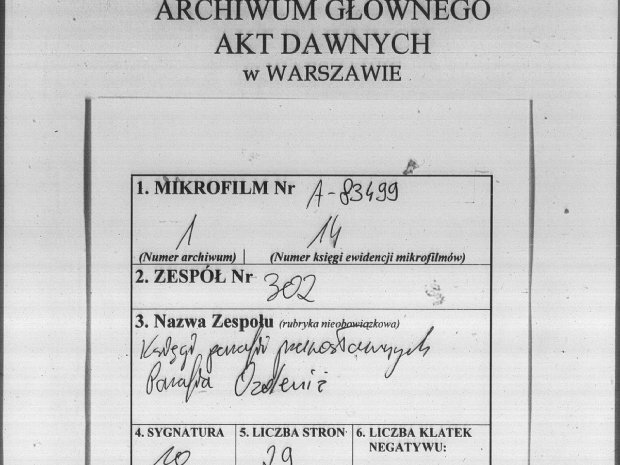 ARCHIWUM GŁÓWNEGO
AKT DAWNYCH
w WARSZAWIE
1. MIKROFILM Nr A-83499
1 14
(Numer archiwum) | (Numer księgi ewidencji mikrofilmów)
2. ZESPÓŁ Nr 302
3. Nazwa Zespołu (rubryka nieobowiązkowa)
Księgi parafii prawosławnych
Parafia
4. SYGNATURA 5. LICZBA STRON 6. LICZBA KLATEK
NEGATYWU:
10 29